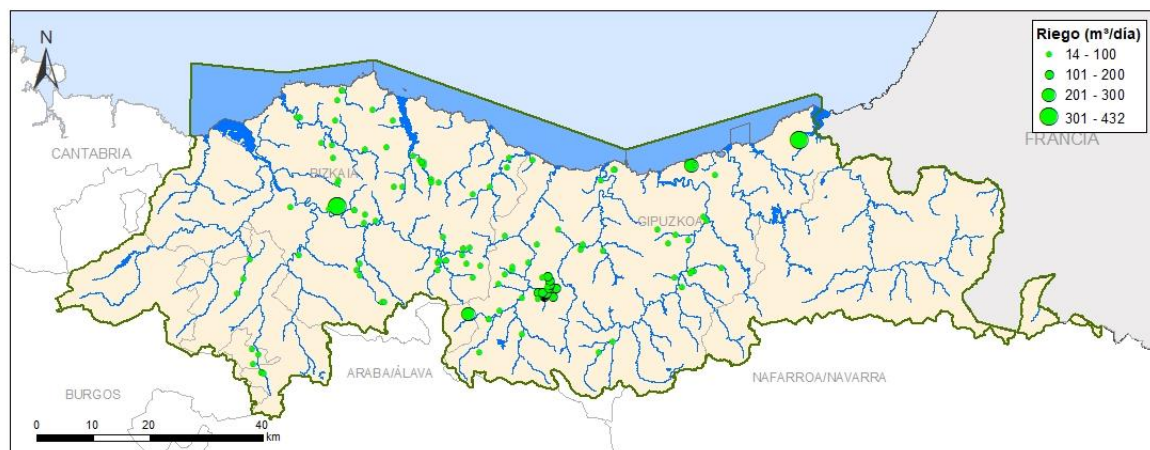 Riego (m³/día)
14 - 100
101 - 200
201 - 300
301 - 432
N
FRANCIA
CANTABRIA
BIZKAIA
GIPUZKOA
ARABA/ÁLAVA
NAFARROA/NAVARRA
BURGOS
0 10 20 40
km